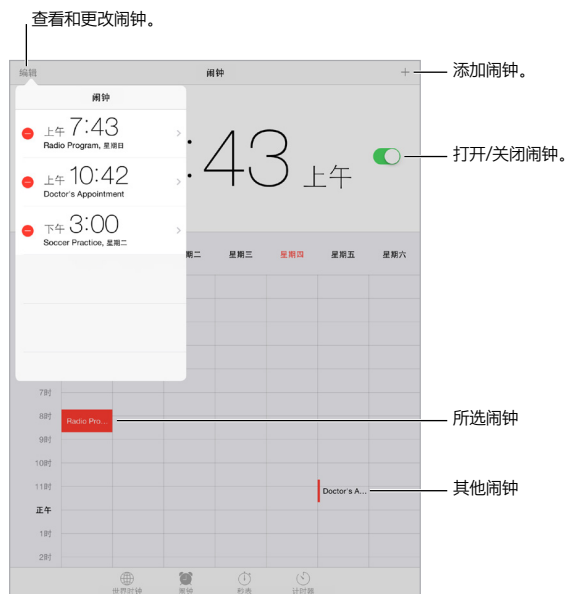 查看和更改闹钟。
编辑
闹钟
+
添加闹钟。
闹钟
上午 7:43
Radio Program, 星期日
上午 10:42
Doctor's Appointment
下午 3:00
Soccer Practice, 星期二
:43 上午
打开/关闭闹钟。
期二 星期三 星期四 星期五 星期六
7时
8时
Radio Pro...
所选闹钟
9时
10时
11时
Doctor's A...
其他闹钟
正午
1时
2时
世界时钟 闹钟 秒表 计时器